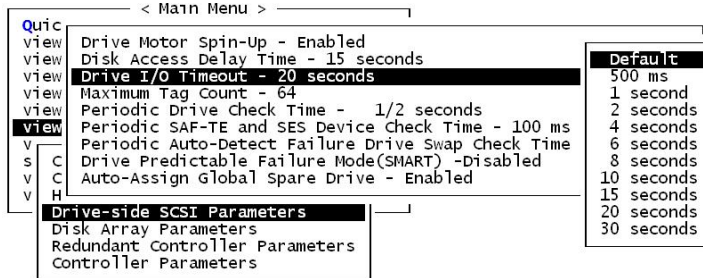 < Main Menu >
Quic
view
view Drive Motor Spin-Up - Enabled
view Disk Access Delay Time - 15 seconds
view Drive I/O Timeout - 20 seconds
view Maximum Tag Count - 64
view Periodic Drive Check Time - 1/2 seconds
view Periodic SAF-TE and SES Device Check Time - 100 ms
v Periodic Auto-Detect Failure Drive Swap Check Time
s C Drive Predictable Failure Mode(SMART) -Disabled
v C Auto-Assign Global Spare Drive - Enabled
v H
Drive-side SCSI Parameters
Disk Array Parameters
Redundant Controller Parameters
Controller Parameters
Default
500 ms
1 second
2 seconds
4 seconds
6 seconds
8 seconds
10 seconds
15 seconds
20 seconds
30 seconds